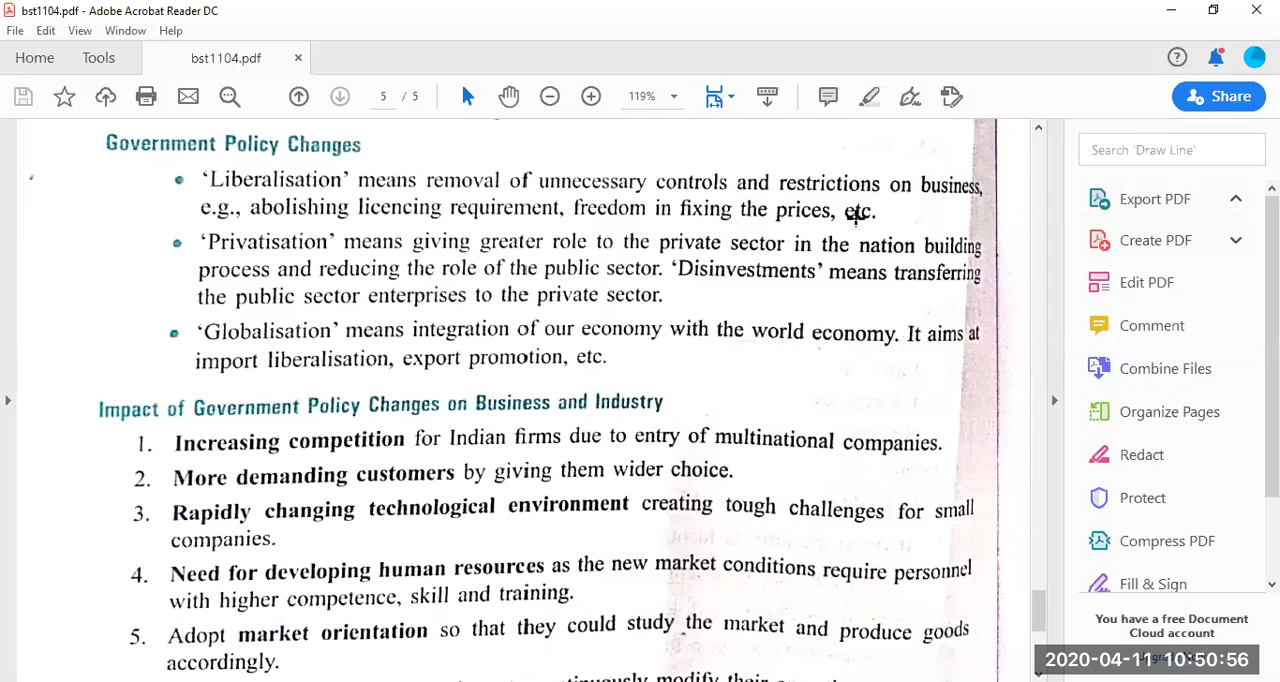 bst1104.pdf - Adobe Acrobat Reader DC
File Edit View Window Help
Home Tools bst1104.pdf ×
5 / 5 119% Share
Government Policy Changes
• 'Liberalisation' means removal of unnecessary controls and restrictions on business,
e.g., abolishing licencing requirement, freedom in fixing the prices, etc.
• 'Privatisation' means giving greater role to the private sector in the nation building
process and reducing the role of the public sector. 'Disinvestments' means transferring
the public sector enterprises to the private sector.
• 'Globalisation' means integration of our economy with the world economy. It aims at
import liberalisation, export promotion, etc.
Impact of Government Policy Changes on Business and Industry
1. Increasing competition for Indian firms due to entry of multinational companies.
2. More demanding customers by giving them wider choice.
3. Rapidly changing technological environment creating tough challenges for small
companies.
4. Need for developing human resources as the new market conditions require personnel
with higher competence, skill and training.
5. Adopt market orientation so that they could study the market and produce goods
accordingly.
continuously modify their
Search 'Draw Line'
Export PDF
Create PDF
Edit PDF
Comment
Combine Files
Organize Pages
Redact
Protect
Compress PDF
Fill & Sign
You have a free Document
Cloud account
2020-04-11 10:50:56